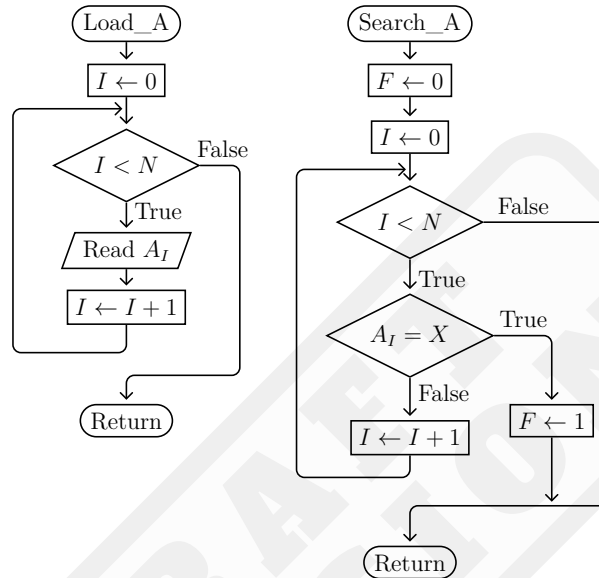 Load_A
I ← 0
I < N
False
True
Read A_I
I ← I + 1
Return
Search_A
F ← 0
I ← 0
I < N
False
True
A_I = X
True
False
I ← I + 1
F ← 1
Return